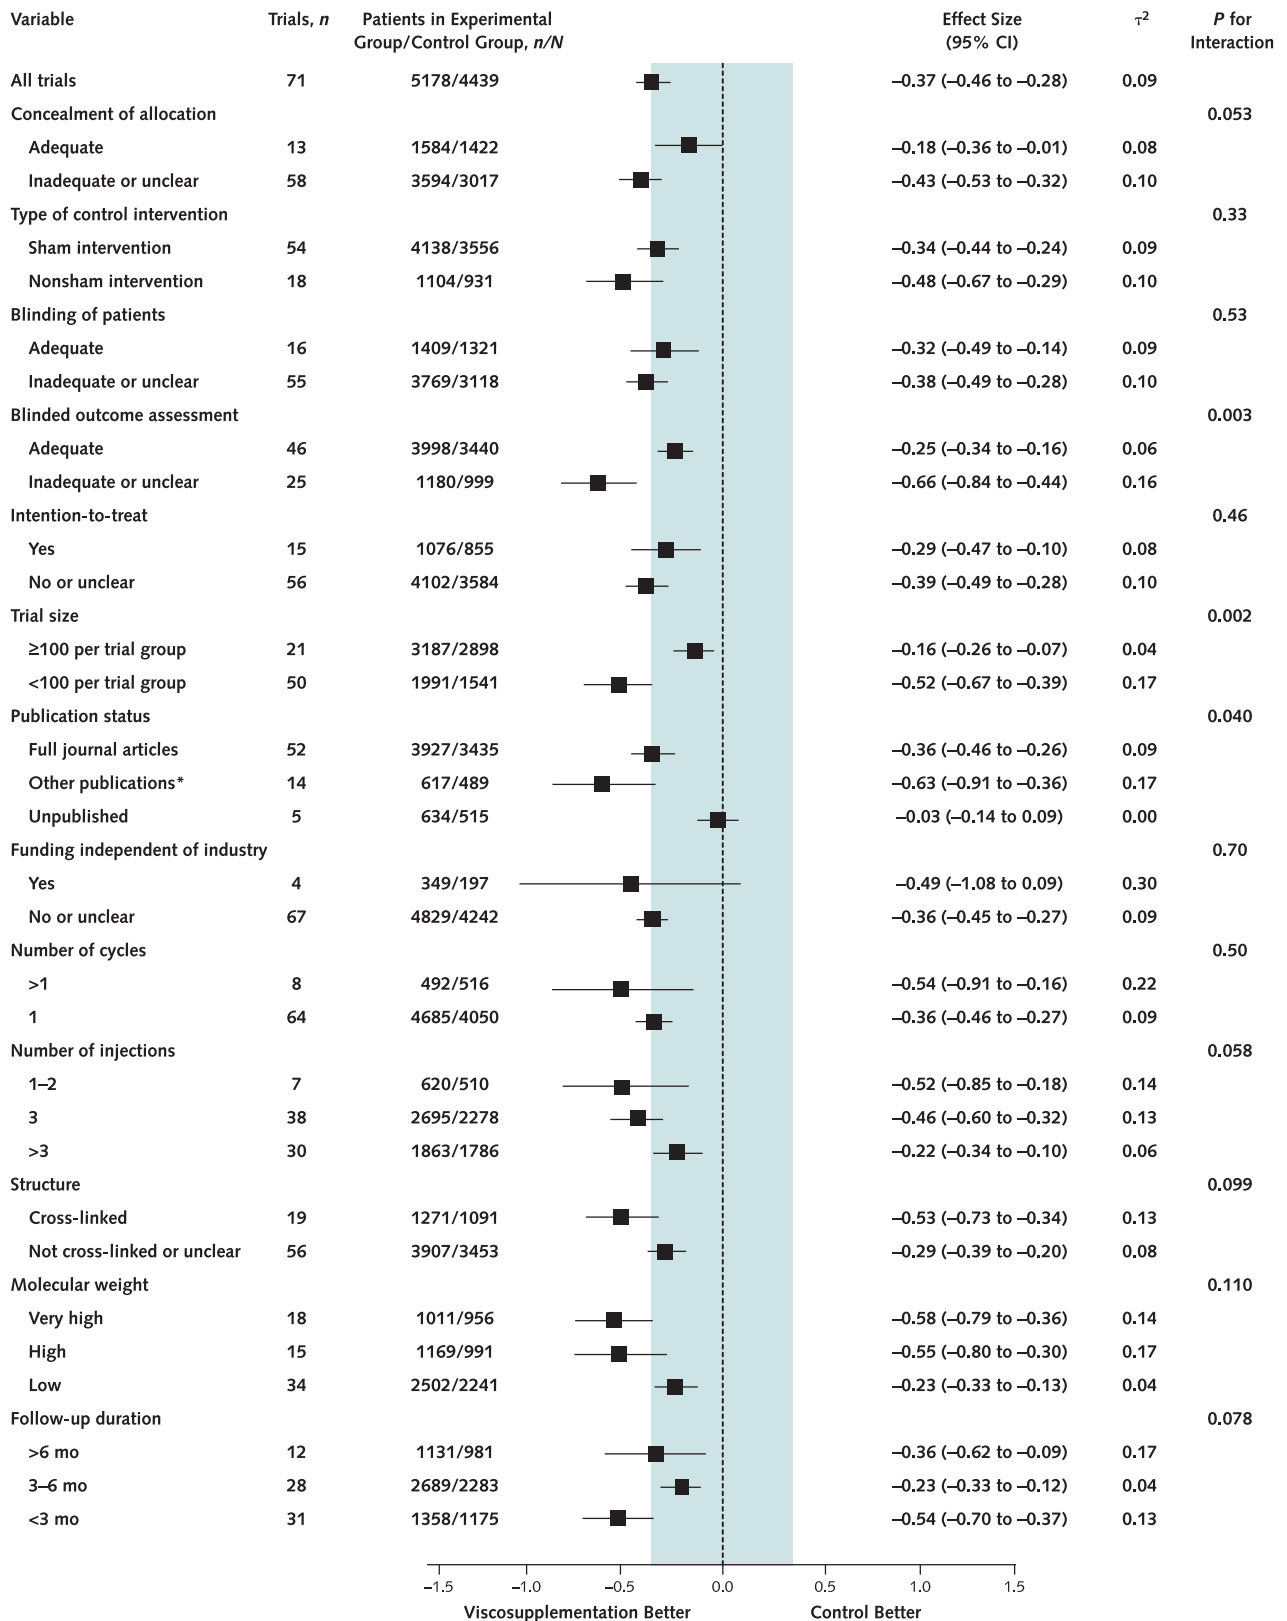 Variable Trials, n Patients in Experimental Effect Size τ² P for
Group/Control Group, n/N (95% CI) Interaction
All trials 71 5178/4439 –0.37 (–0.46 to –0.28) 0.09
Concealment of allocation 0.053
Adequate 13 1584/1422 –0.18 (–0.36 to –0.01) 0.08
Inadequate or unclear 58 3594/3017 –0.43 (–0.53 to –0.32) 0.10
Type of control intervention 0.33
Sham intervention 54 4138/3556 –0.34 (–0.44 to –0.24) 0.09
Nonsham intervention 18 1104/931 –0.48 (–0.67 to –0.29) 0.10
Blinding of patients 0.53
Adequate 16 1409/1321 –0.32 (–0.49 to –0.14) 0.09
Inadequate or unclear 55 3769/3118 –0.38 (–0.49 to –0.28) 0.10
Blinded outcome assessment 0.003
Adequate 46 3998/3440 –0.25 (–0.34 to –0.16) 0.06
Inadequate or unclear 25 1180/999 –0.66 (–0.84 to –0.44) 0.16
Intention-to-treat 0.46
Yes 15 1076/855 –0.29 (–0.47 to –0.10) 0.08
No or unclear 56 4102/3584 –0.39 (–0.49 to –0.28) 0.10
Trial size 0.002
≥100 per trial group 21 3187/2898 –0.16 (–0.26 to –0.07) 0.04
<100 per trial group 50 1991/1541 –0.52 (–0.67 to –0.39) 0.17
Publication status 0.040
Full journal articles 52 3927/3435 –0.36 (–0.46 to –0.26) 0.09
Other publications* 14 617/489 –0.63 (–0.91 to –0.36) 0.17
Unpublished 5 634/515 –0.03 (–0.14 to 0.09) 0.00
Funding independent of industry 0.70
Yes 4 349/197 –0.49 (–1.08 to 0.09) 0.30
No or unclear 67 4829/4242 –0.36 (–0.45 to –0.27) 0.09
Number of cycles 0.50
>1 8 492/516 –0.54 (–0.91 to –0.16) 0.22
1 64 4685/4050 –0.36 (–0.46 to –0.27) 0.09
Number of injections 0.058
1–2 7 620/510 –0.52 (–0.85 to –0.18) 0.14
3 38 2695/2278 –0.46 (–0.60 to –0.32) 0.13
>3 30 1863/1786 –0.22 (–0.34 to –0.10) 0.06
Structure 0.099
Cross-linked 19 1271/1091 –0.53 (–0.73 to –0.34) 0.13
Not cross-linked or unclear 56 3907/3453 –0.29 (–0.39 to –0.20) 0.08
Molecular weight 0.110
Very high 18 1011/956 –0.58 (–0.79 to –0.36) 0.14
High 15 1169/991 –0.55 (–0.80 to –0.30) 0.17
Low 34 2502/2241 –0.23 (–0.33 to –0.13) 0.04
Follow-up duration 0.078
>6 mo 12 1131/981 –0.36 (–0.62 to –0.09) 0.17
3–6 mo 28 2689/2283 –0.23 (–0.33 to –0.12) 0.04
<3 mo 31 1358/1175 –0.54 (–0.70 to –0.37) 0.13
–1.5 –1.0 –0.5 0.0 0.5 1.0 1.5
Viscosupplementation Better Control Better